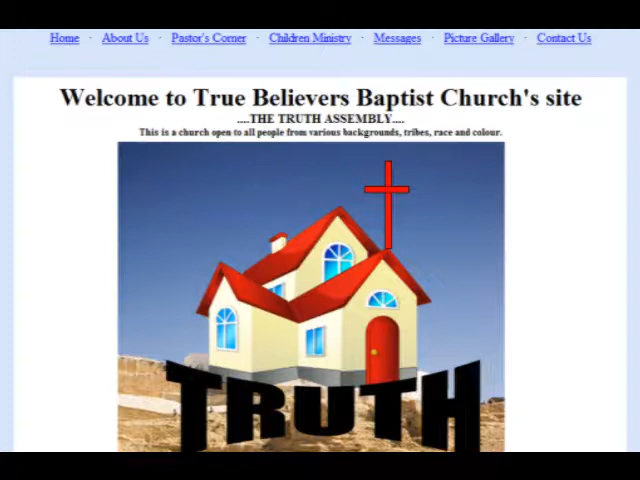 Home · About Us · Pastor's Corner · Children Ministry · Messages · Picture Gallery · Contact Us
Welcome to True Believers Baptist Church's site
....THE TRUTH ASSEMBLY....
This is a church open to all people from various backgrounds, tribes, race and colour.
TRUTH